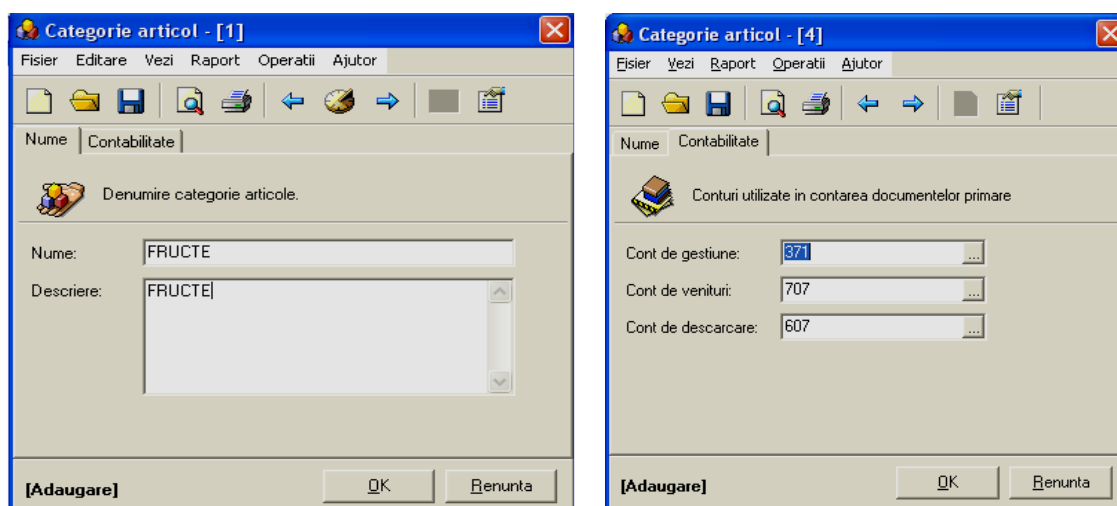 Categorie articol - [1]
Fisier Editare Vezi Raport Operatii Ajutor
Nume Contabilitate
Denumire categorie articole.
Nume: FRUCTE
Descriere: FRUCTE
[Adaugare] OK Renunta
Categorie articol - [4]
Fisier Vezi Raport Operatii Ajutor
Nume Contabilitate
Conturi utilizate in contarea documentelor primare
Cont de gestiune: 371 ...
Cont de venituri: 707 ...
Cont de descarcare: 607 ...
[Adaugare] OK Renunta